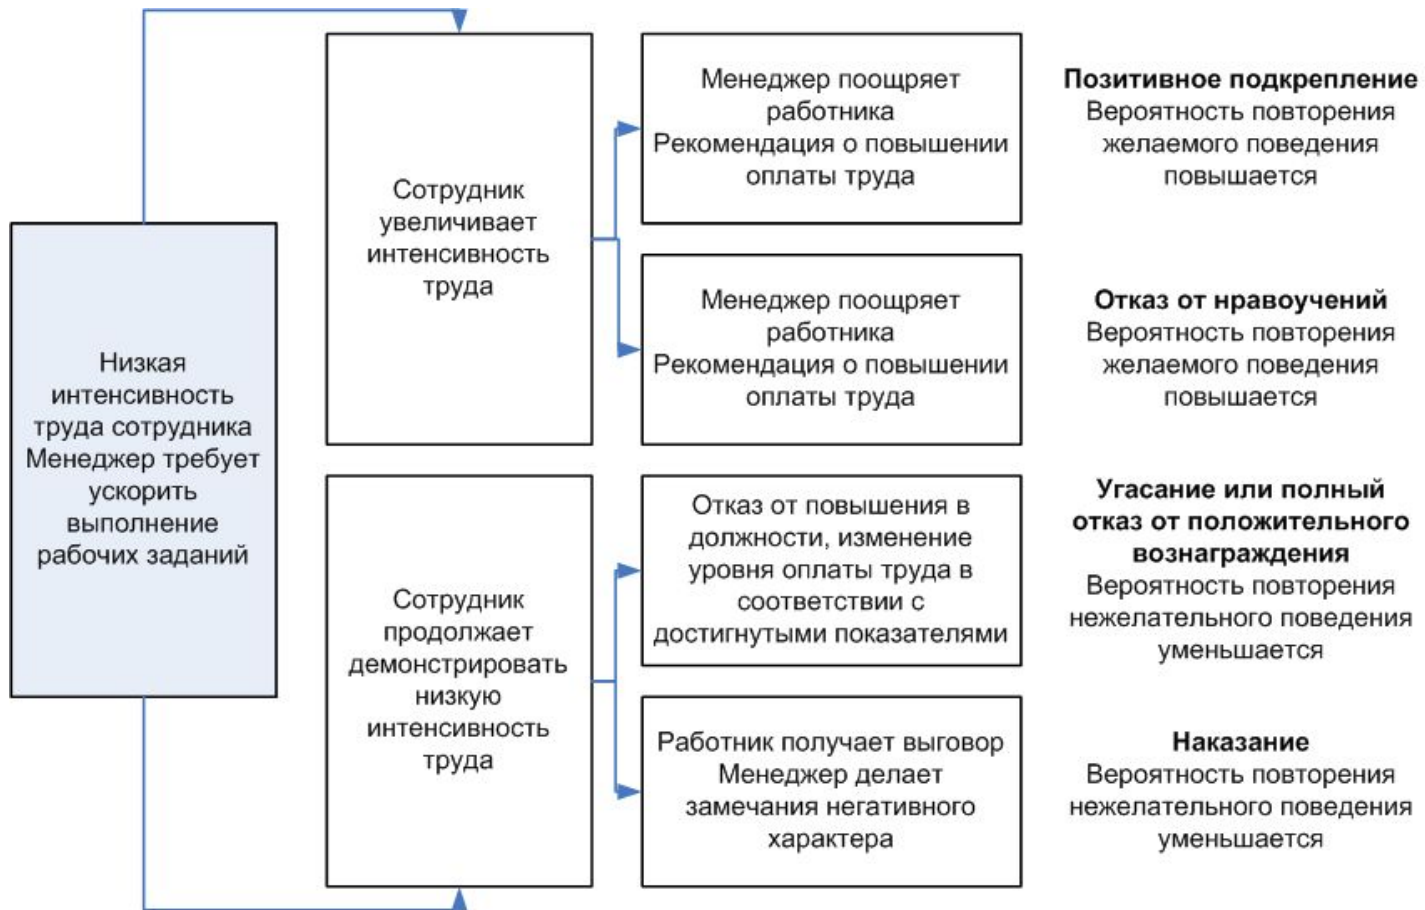 Низкая
интенсивность
труда сотрудника
Менеджер требует
ускорить
выполнение
рабочих заданий
Сотрудник
увеличивает
интенсивность
труда
Менеджер поощряет
работника
Рекомендация о повышении
оплаты труда
Позитивное подкрепление
Вероятность повторения
желаемого поведения
повышается
Менеджер поощряет
работника
Рекомендация о повышении
оплаты труда
Отказ от нравоучений
Вероятность повторения
желаемого поведения
повышается
Сотрудник
продолжает
демонстрировать
низкую
интенсивность
труда
Отказ от повышения в
должности, изменение
уровня оплаты труда в
соответствии с
достигнутыми показателями
Угасание или полный
отказ от положительного
вознаграждения
Вероятность повторения
нежелательного поведения
уменьшается
Работник получает выговор
Менеджер делает
замечания негативного
характера
Наказание
Вероятность повторения
нежелательного поведения
уменьшается